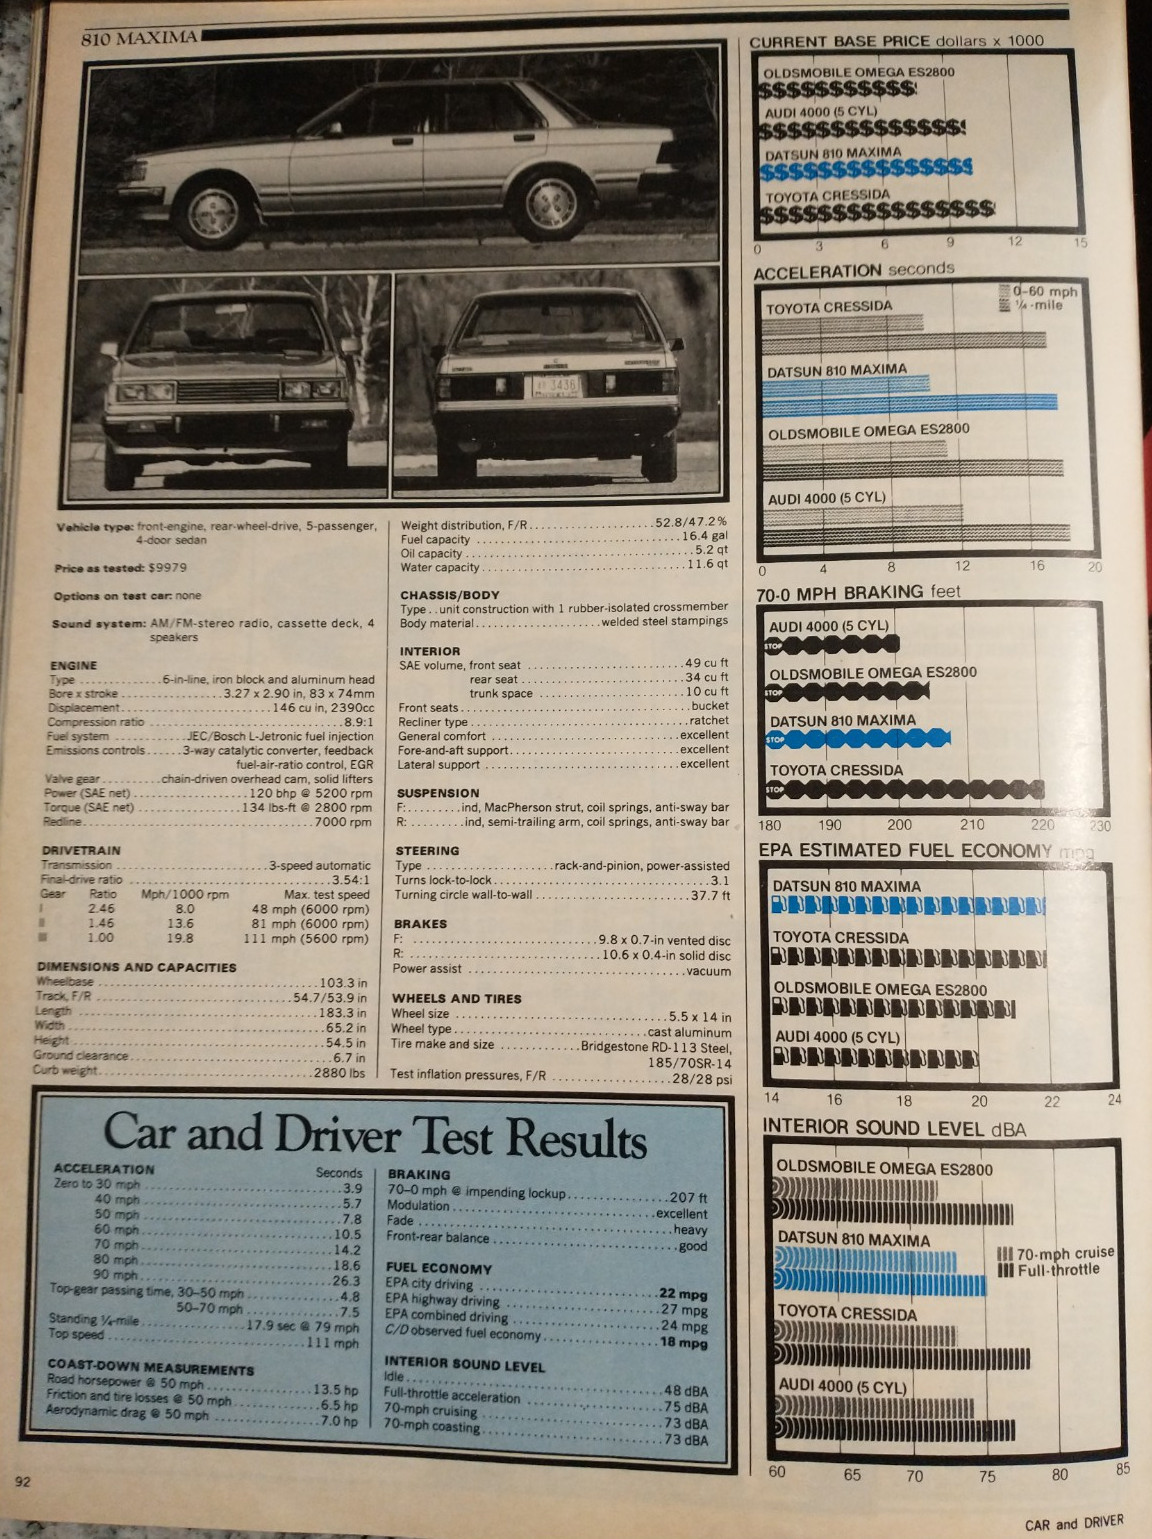 810 MAXIMA
Vehicle type: front-engine, rear-wheel-drive, 5-passenger,
4-door sedan
Price as tested: $9979
Options on test car: none
Sound system: AM/FM-stereo radio, cassette deck, 4
speakers
ENGINE
Type 6-in-line, iron block and aluminum head
Bore x stroke 3.27 x 2.90 in, 83 x 74mm
Displacement 146 cu in, 2390cc
Compression ratio 8.9:1
Fuel system JEC/Bosch L-Jetronic fuel injection
Emissions controls 3-way catalytic converter, feedback
fuel-air-ratio control, EGR
Valve gear chain-driven overhead cam, solid lifters
Power (SAE net) 120 bhp @ 5200 rpm
Torque (SAE net) 134 lbs-ft @ 2800 rpm
Redline 7000 rpm
DRIVETRAIN
Transmission 3-speed automatic
Final-drive ratio 3.54:1
Gear Ratio Mph/1000 rpm Max. test speed
I 2.46 8.0 48 mph (6000 rpm)
II 1.46 13.6 81 mph (6000 rpm)
III 1.00 19.8 111 mph (5600 rpm)
DIMENSIONS AND CAPACITIES
Wheelbase 103.3 in
Track, F/R 54.7/53.9 in
Length 183.3 in
Width 65.2 in
Height 54.5 in
Ground clearance 6.7 in
Curb weight 2880 lbs
Weight distribution, F/R 52.8/47.2%
Fuel capacity 16.4 gal
Oil capacity 5.2 qt
Water capacity 11.6 qt
CHASSIS/BODY
Type unit construction with 1 rubber-isolated crossmember
Body material welded steel stampings
INTERIOR
SAE volume, front seat 49 cu ft
rear seat 34 cu ft
trunk space 10 cu ft
Front seats bucket
Recliner type ratchet
General comfort excellent
Fore-and-aft support excellent
Lateral support excellent
SUSPENSION
F: ind, MacPherson strut, coil springs, anti-sway bar
R: ind, semi-trailing arm, coil springs, anti-sway bar
STEERING
Type rack-and-pinion, power-assisted
Turns lock-to-lock 3.1
Turning circle wall-to-wall 37.7 ft
BRAKES
F: 9.8 x 0.7-in vented disc
R: 10.6 x 0.4-in solid disc
Power assist vacuum
WHEELS AND TIRES
Wheel size 5.5 x 14 in
Wheel type cast aluminum
Tire make and size Bridgestone RD-113 Steel,
185/70SR-14
Test inflation pressures, F/R 28/28 psi
Car and Driver Test Results
ACCELERATION Seconds
Zero to 30 mph 3.9
40 mph 5.7
50 mph 7.8
60 mph 10.5
70 mph 14.2
80 mph 18.6
90 mph 26.3
Top-gear passing time, 30–50 mph 4.8
50–70 mph 7.5
Standing ¼-mile 17.9 sec @ 79 mph
Top speed 111 mph
COAST-DOWN MEASUREMENTS
Road horsepower @ 50 mph 13.5 hp
Friction and tire losses @ 50 mph 6.5 hp
Aerodynamic drag @ 50 mph 7.0 hp
BRAKING
70–0 mph @ impending lockup 207 ft
Modulation excellent
Fade heavy
Front-rear balance good
FUEL ECONOMY
EPA city driving 22 mpg
EPA highway driving 27 mpg
EPA combined driving 24 mpg
C/D observed fuel economy 18 mpg
INTERIOR SOUND LEVEL
Idle 48 dBA
Full-throttle acceleration 75 dBA
70-mph cruising 73 dBA
70-mph coasting 73 dBA
CURRENT BASE PRICE dollars x 1000
OLDSMOBILE OMEGA ES2800
AUDI 4000 (5 CYL)
DATSUN 810 MAXIMA
TOYOTA CRESSIDA
0 3 6 9 12 15
ACCELERATION seconds
0–60 mph
¼-mile
TOYOTA CRESSIDA
DATSUN 810 MAXIMA
OLDSMOBILE OMEGA ES2800
AUDI 4000 (5 CYL)
0 4 8 12 16 20
70-0 MPH BRAKING feet
AUDI 4000 (5 CYL)
STOP
OLDSMOBILE OMEGA ES2800
STOP
DATSUN 810 MAXIMA
STOP
TOYOTA CRESSIDA
STOP
180 190 200 210 220 230
EPA ESTIMATED FUEL ECONOMY mpg
DATSUN 810 MAXIMA
TOYOTA CRESSIDA
OLDSMOBILE OMEGA ES2800
AUDI 4000 (5 CYL)
14 16 18 20 22 24
INTERIOR SOUND LEVEL dBA
OLDSMOBILE OMEGA ES2800
DATSUN 810 MAXIMA
70-mph cruise
Full-throttle
TOYOTA CRESSIDA
AUDI 4000 (5 CYL)
60 65 70 75 80 85
92
CAR and DRIVER